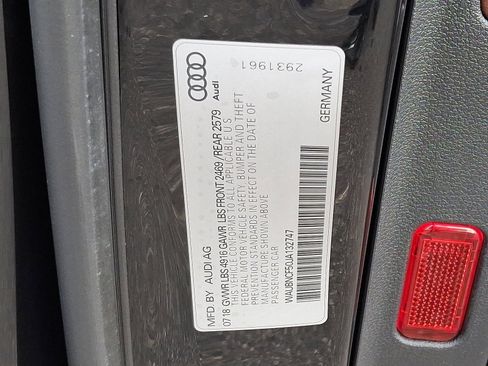 2931961
Audi
GERMANY
MFD. BY AUDI AG
07 18 GVWR LBS 4916 GAWR LBS FRONT 2469 /REAR 2579
THIS VEHICLE CONFORMS TO ALL APPLICABLE U S
FEDERAL MOTOR VEHICLE SAFETY, BUMPER AND THEFT
PREVENTION STANDARDS IN EFFECT ON THE DATE OF
MANUFACTURE SHOWN ABOVE
PASSENGER CAR
WAUBNCF50JA132747